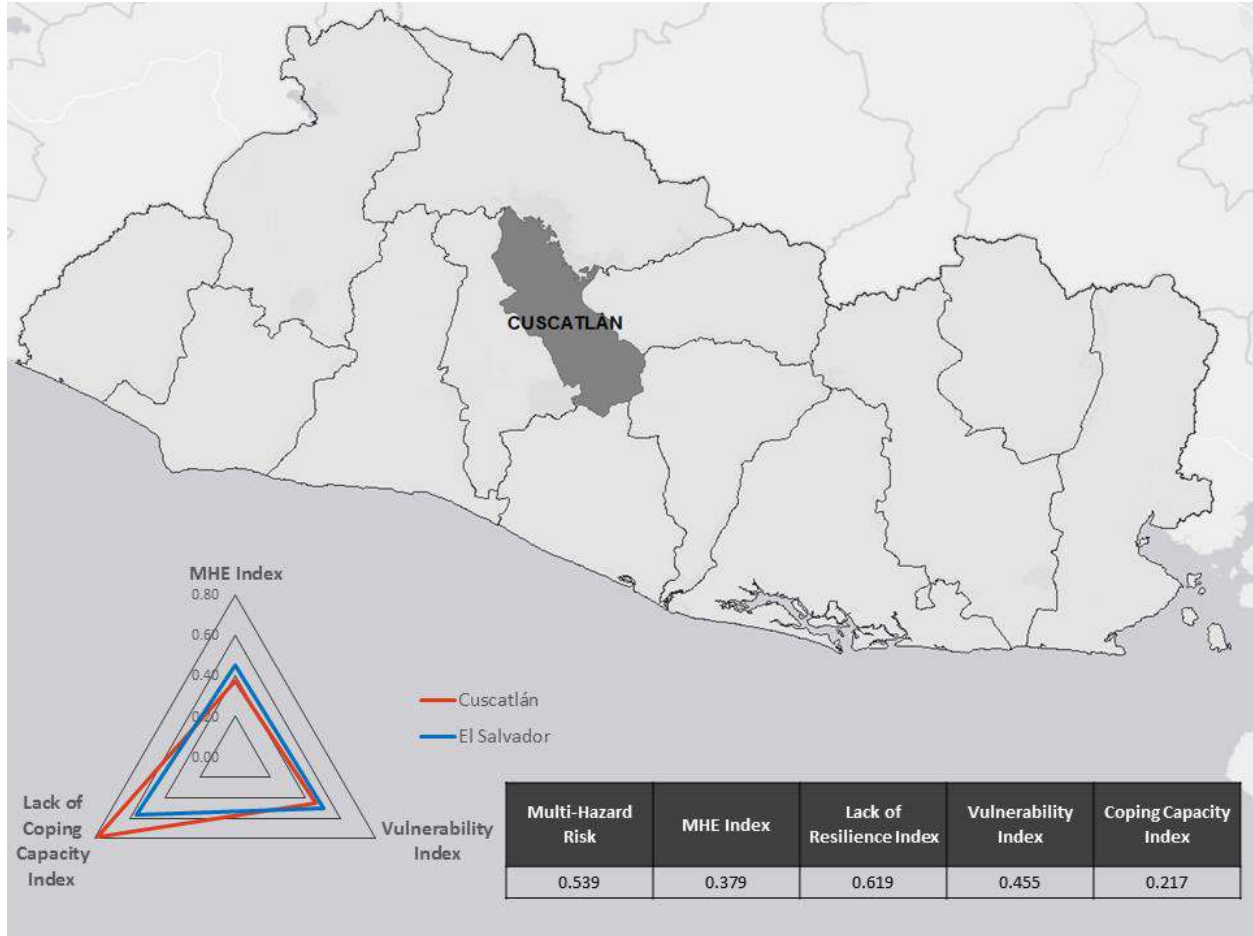 CUSCATLÁN
MHE Index
0.80
0.60
0.40
0.20
0.00
Lack of
Coping
Capacity
Index
Vulnerability
Index
Cuscatlán
El Salvador
Multi-Hazard
Risk
MHE Index
Lack of
Resilience Index
Vulnerability
Index
Coping Capacity
Index
0.539
0.379
0.619
0.455
0.217